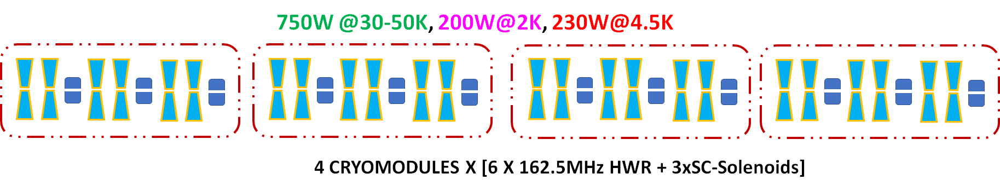 750W @30-50K, 200W@2K, 230W@4.5K
4 CRYOMODULES X [6 X 162.5MHz HWR + 3xSC-Solenoids]